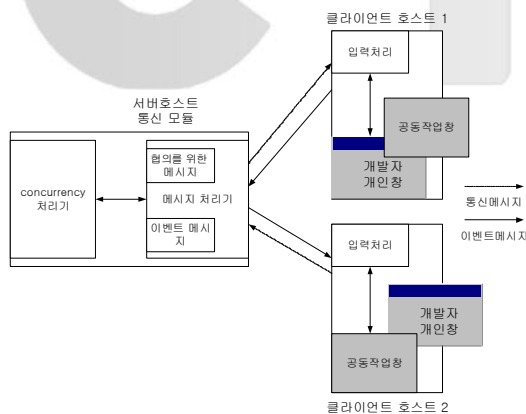 클라이언트 호스트 1
입력처리
공동작업창
개발자
개인창
서버호스트
통신 모듈
concurrency
처리기
협의를 위한
메시지
메시지 처리기
이벤트 메시
지
통신메시지
이벤트메시지
입력처리
개발자
개인창
공동작업창
클라이언트 호스트 2